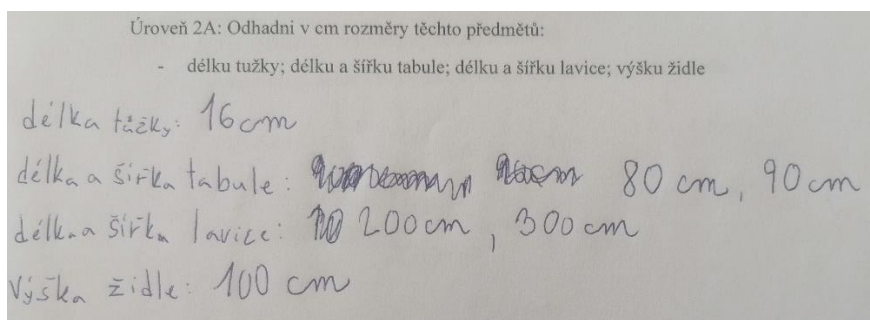 Úroveň 2A: Odhadni v cm rozměry těchto předmětů:
- délku tužky; délku a šířku tabule; délku a šířku lavice; výšku židle
délka tužky: 16 cm
délka a šířka tabule: 80 cm, 90 cm
délka a šířka lavice: 200 cm, 300 cm
Výška židle: 100 cm